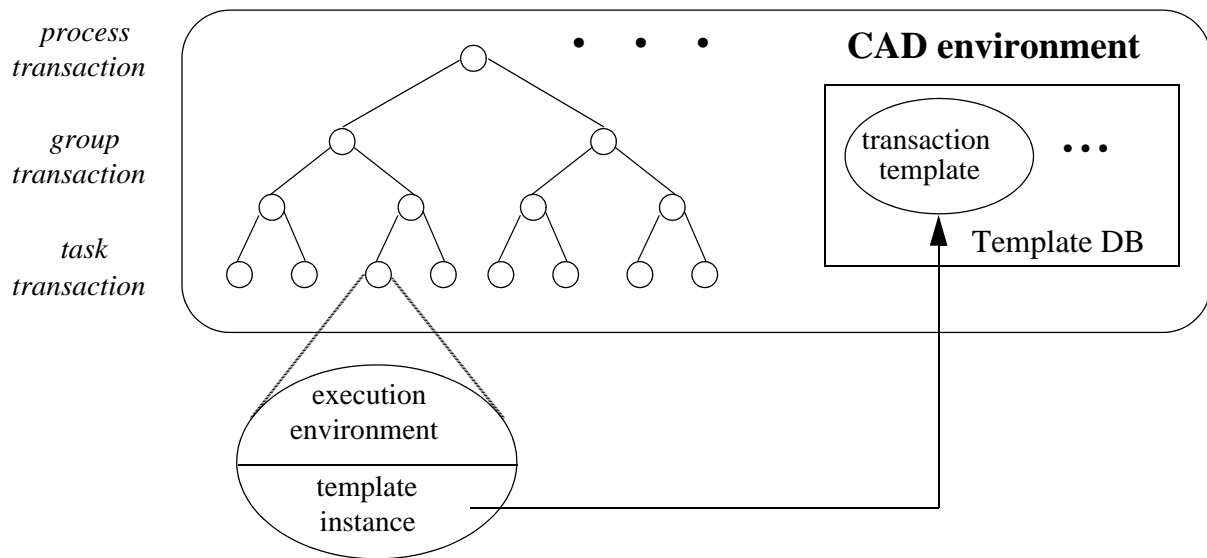 process
transaction
group
transaction
task
transaction
• • •
CAD environment
transaction
template
•••
Template DB
execution
environment
template
instance